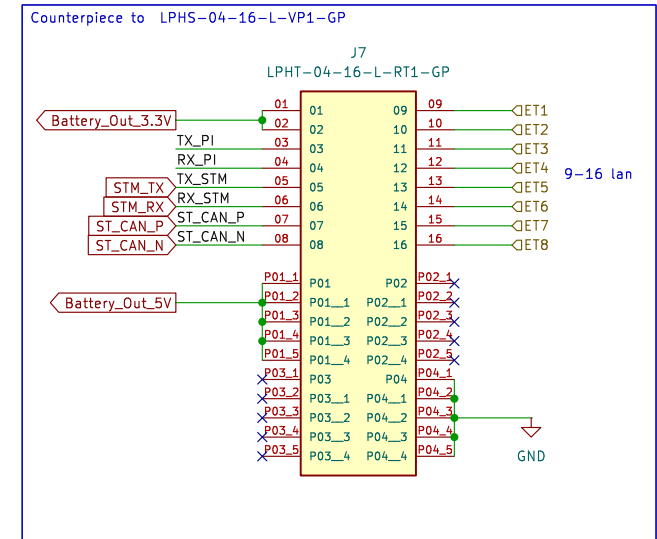 Counterpiece to LPHS-04-16-L-VP1-GP
J7
LPHT-04-16-L-RT1-GP
Battery_Out_3.3V 01 01 09 09 ET1
02 02 10 10 ET2
TX_PI 03 03 11 11 ET3
RX_PI 04 04 12 12 ET4
9-16 lan
STM_TX TX_STM 05 05 13 13 ET5
STM_RX RX_STM 06 06 14 14 ET6
ST_CAN_P ST_CAN_P 07 07 15 15 ET7
ST_CAN_N ST_CAN_N 08 08 16 16 ET8
P01_1 P01 P02 P02_1
Battery_Out_5V P01_2 P01__1 P02__1 P02_2
P01_3 P01__2 P02__2 P02_3
P01_4 P01__3 P02__3 P02_4
P01_5 P01__4 P02__4 P02_5
P03_1 P03 P04 P04_1
P03_2 P03__1 P04__1 P04_2
P03_3 P03__2 P04__2 P04_3
P03_4 P03__3 P04__3 P04_4
P03_5 P03__4 P04__4 P04_5
GND